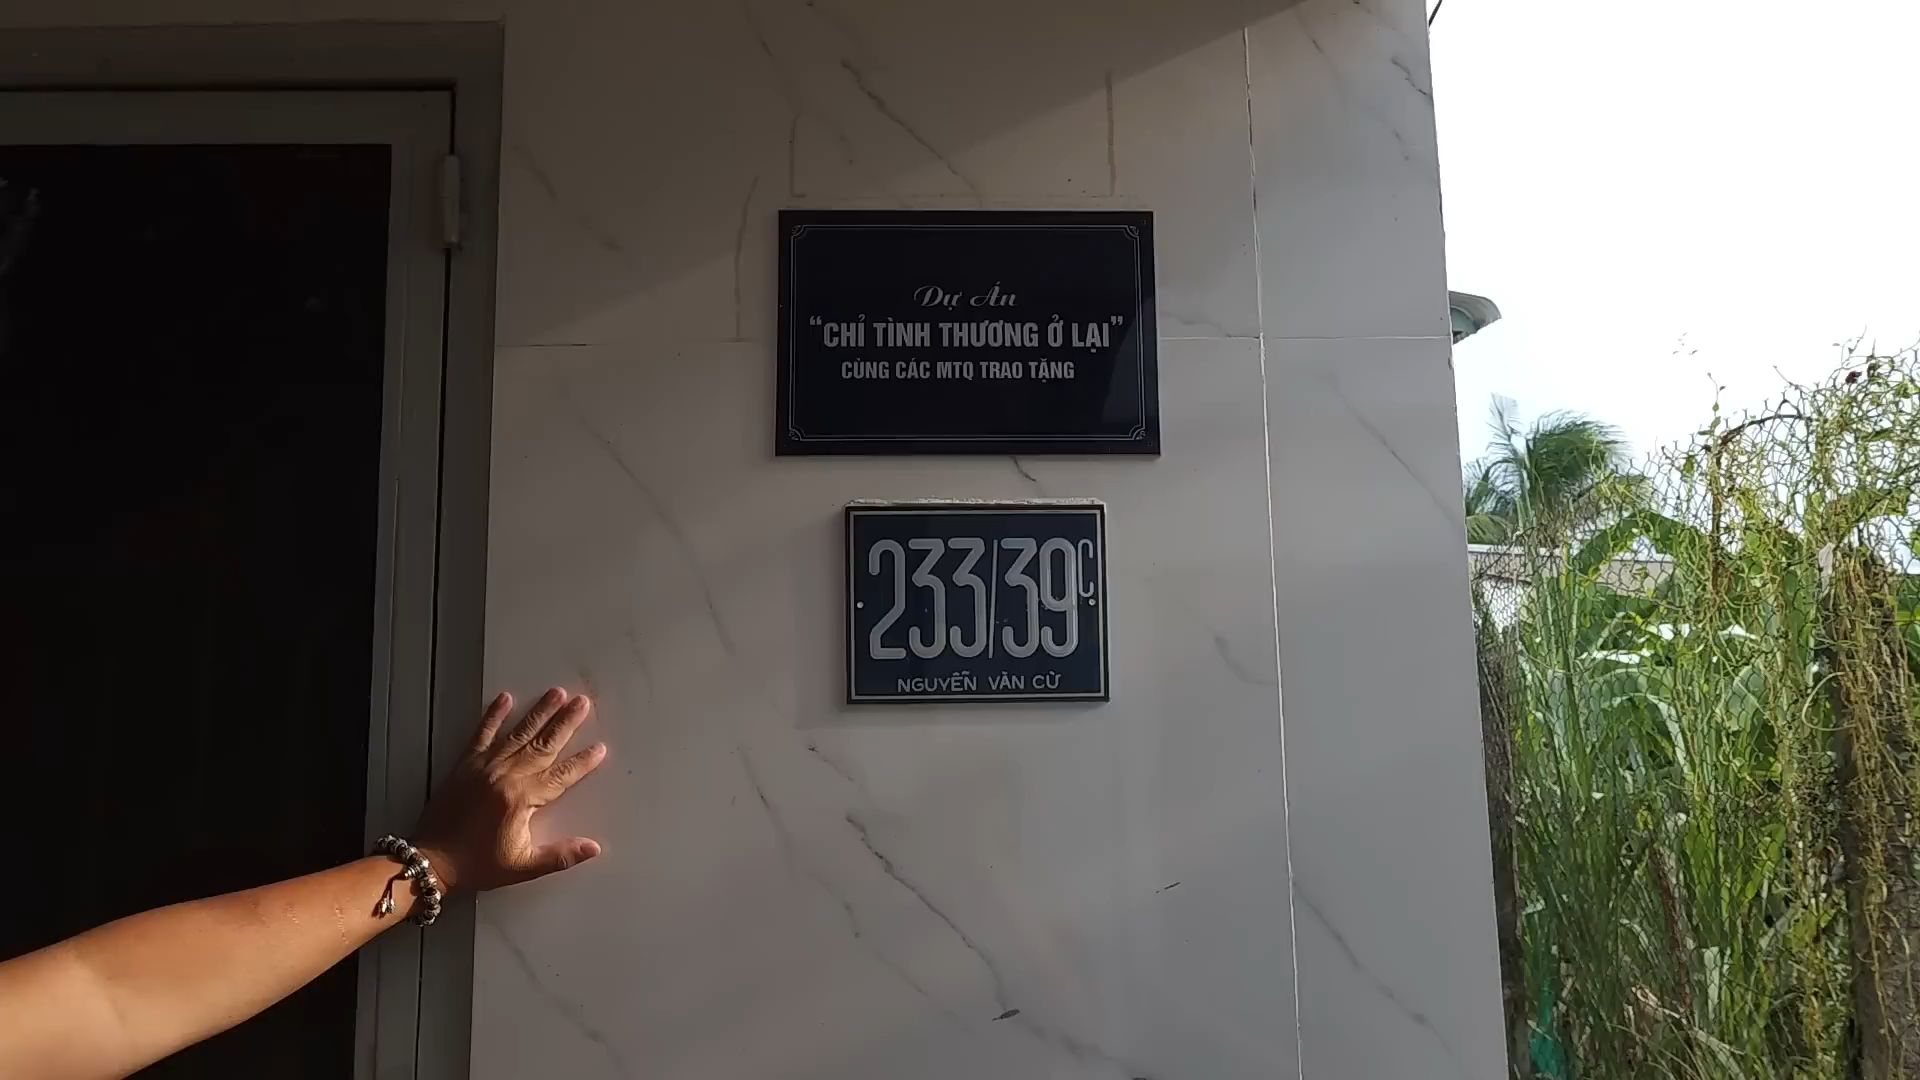 Dự Án
“CHỈ TÌNH THƯƠNG Ở LẠI”
CÙNG CÁC MTQ TRAO TẶNG
233/39C
NGUYỄN VĂN CỪ